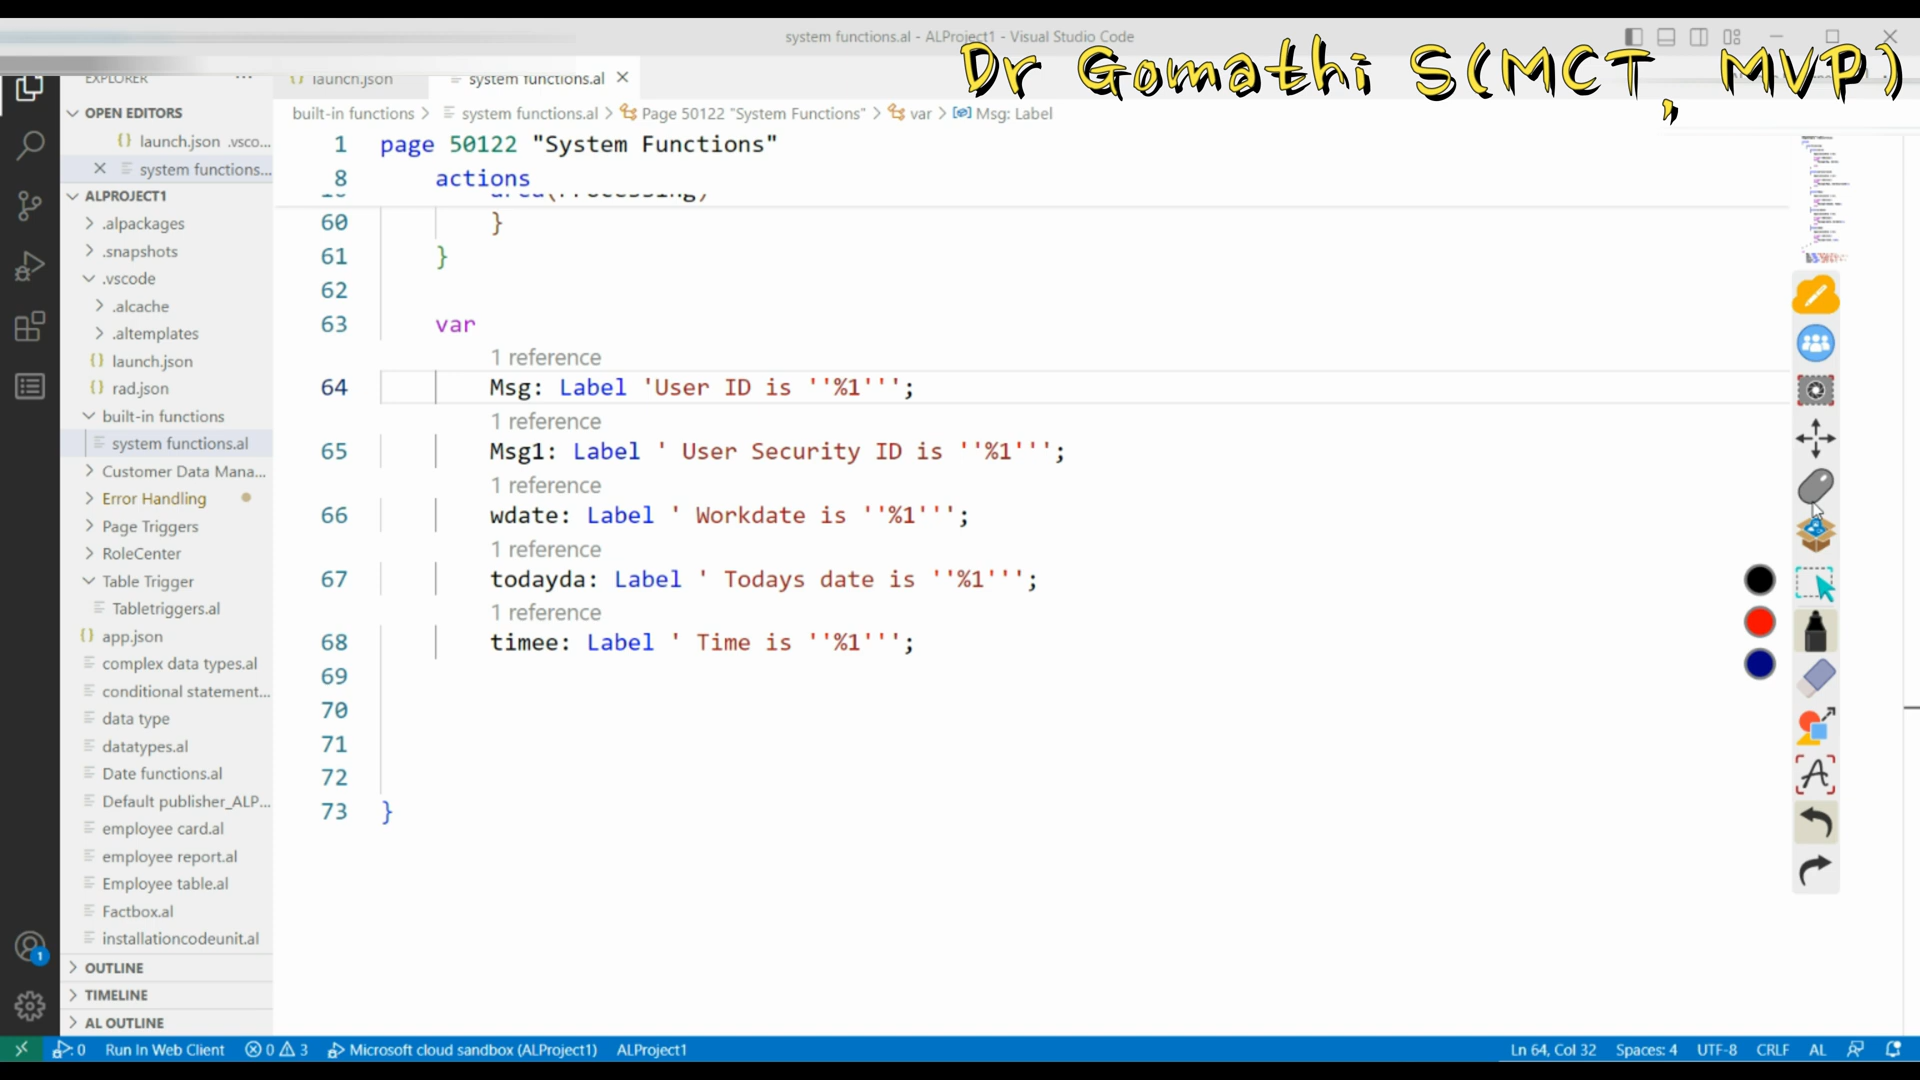 system functions.al - ALProject1 - Visual Studio Code
Dr Gomathi S(MCT, MVP)
EXPLORER ···
launch.json
system functions.al
OPEN EDITORS
launch.json .vsco...
system functions...
ALPROJECT1
.alpackages
.snapshots
.vscode
.alcache
.altemplates
launch.json
rad.json
built-in functions
system functions.al
Customer Data Mana...
Error Handling
Page Triggers
RoleCenter
Table Trigger
Tabletriggers.al
app.json
complex data types.al
conditional statement...
data type
datatypes.al
Date functions.al
Default publisher_ALP...
employee card.al
employee report.al
Employee table.al
Factbox.al
installationcodeunit.al
OUTLINE
TIMELINE
AL OUTLINE
built-in functions > system functions.al > Page 50122 "System Functions" > var > Msg: Label
1 page 50122 "System Functions"
8 actions
area(Processing)
60 }
61 }
62
63 var
1 reference
64 Msg: Label 'User ID is ''%1''';
1 reference
65 Msg1: Label ' User Security ID is ''%1''';
1 reference
66 wdate: Label ' Workdate is ''%1''';
1 reference
67 todayda: Label ' Todays date is ''%1''';
1 reference
68 timee: Label ' Time is ''%1''';
69
70
71
72
73 }
A
1
0 Run In Web Client 0 3 Microsoft cloud sandbox (ALProject1) ALProject1 Ln 64, Col 32 Spaces: 4 UTF-8 CRLF AL